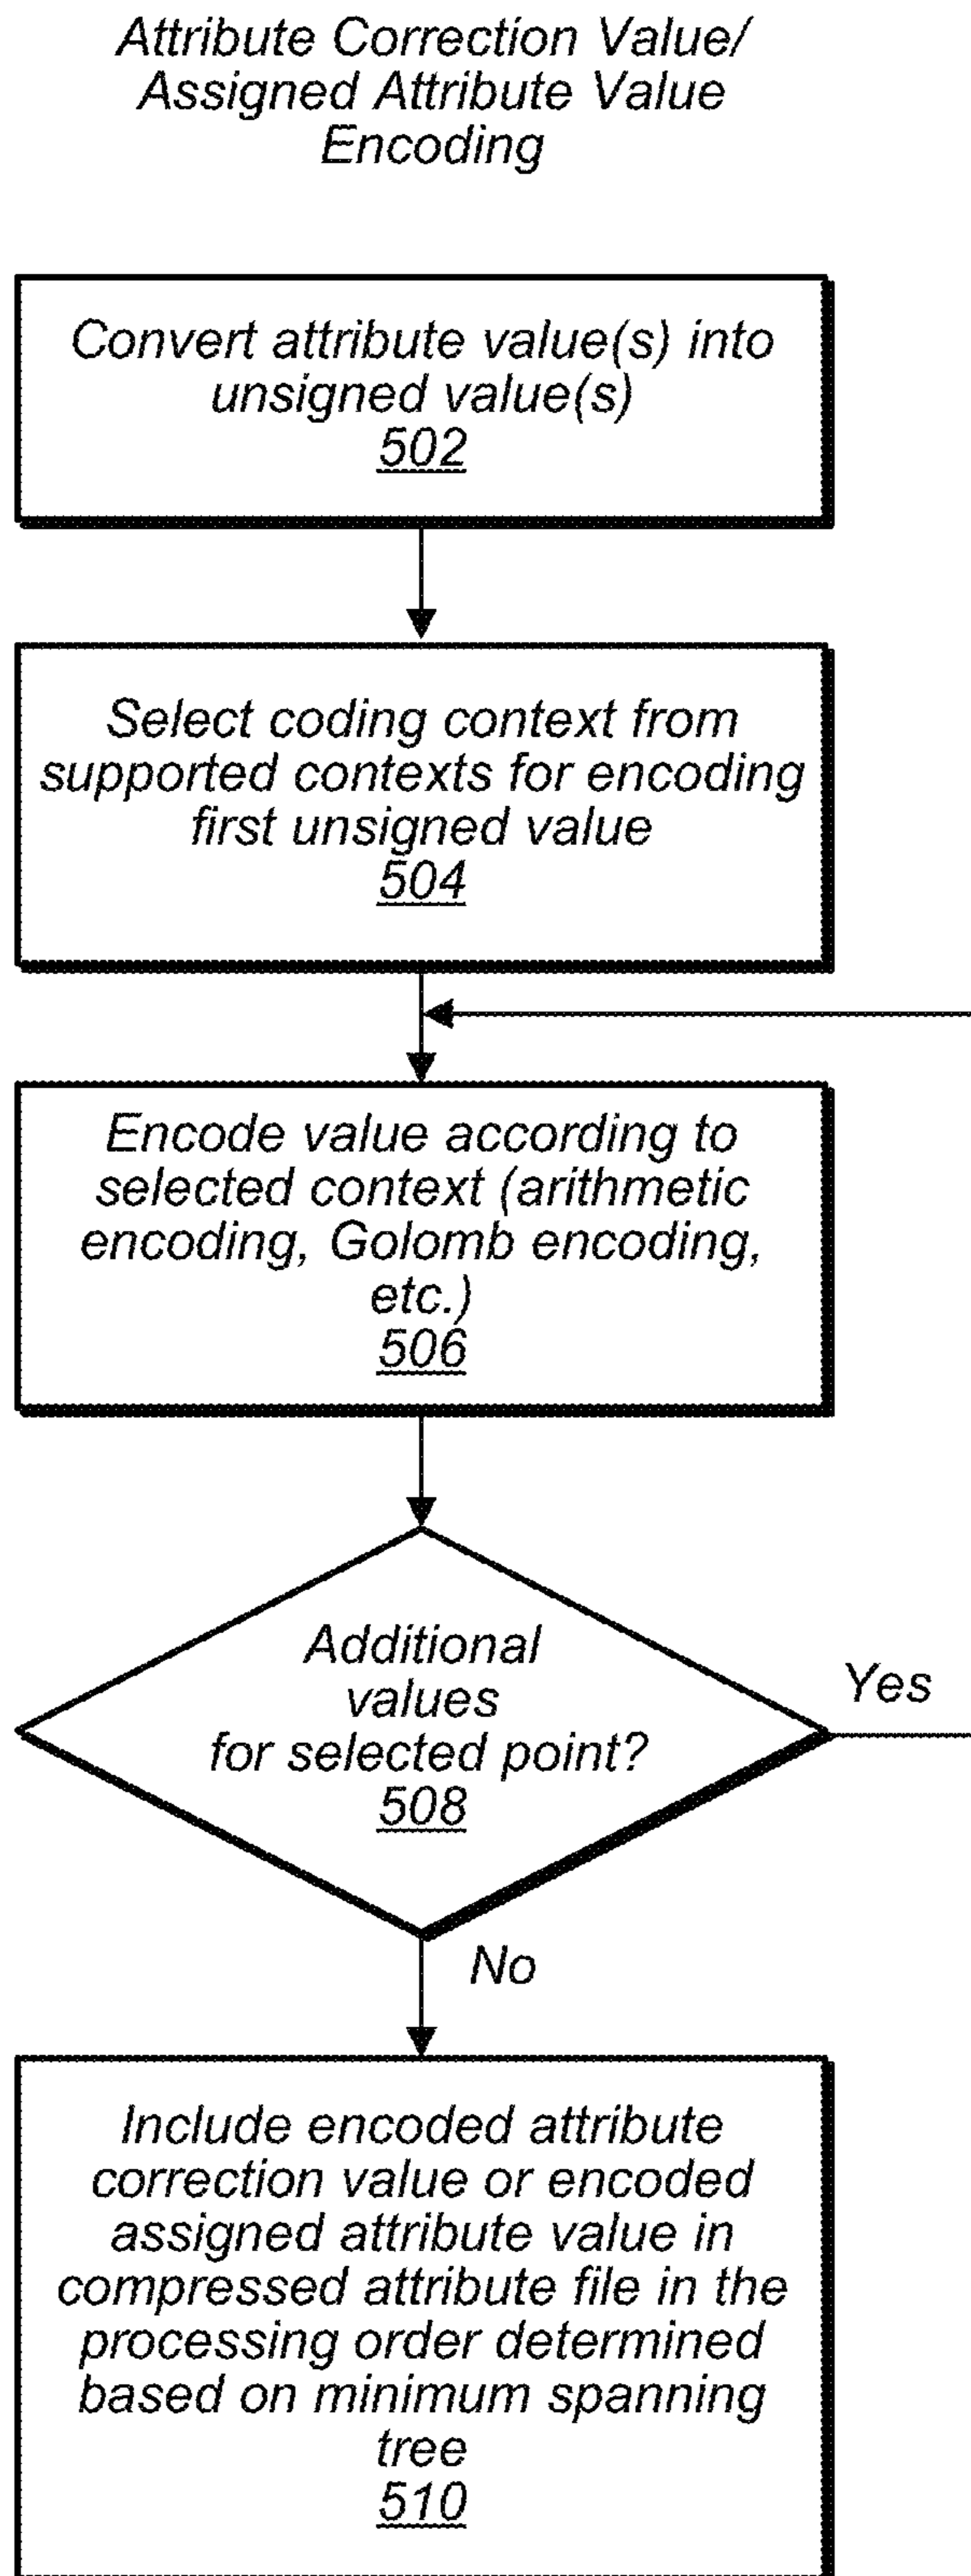 Attribute Correction Value/
Assigned Attribute Value
Encoding
Convert attribute value(s) into
unsigned value(s)
502
Select coding context from
supported contexts for encoding
first unsigned value
504
Encode value according to
selected context (arithmetic
encoding, Golomb encoding,
etc.)
506
Additional
values
for selected point?
508
Yes
No
Include encoded attribute
correction value or encoded
assigned attribute value in
compressed attribute file in the
processing order determined
based on minimum spanning
tree
510